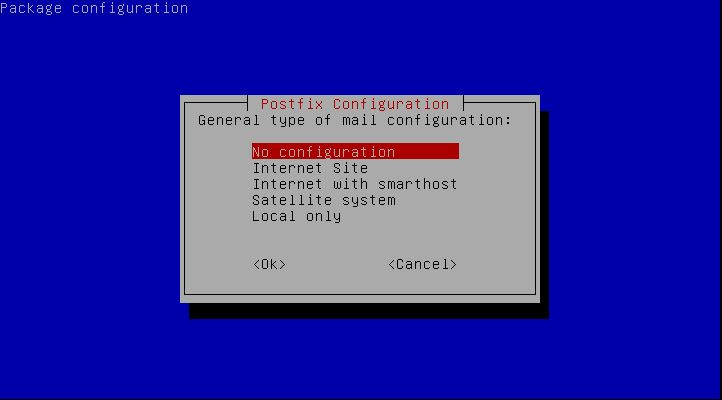 Package configuration
Postfix Configuration
General type of mail configuration:
No configuration
Internet Site
Internet with smarthost
Satellite system
Local only
<Ok> <Cancel>